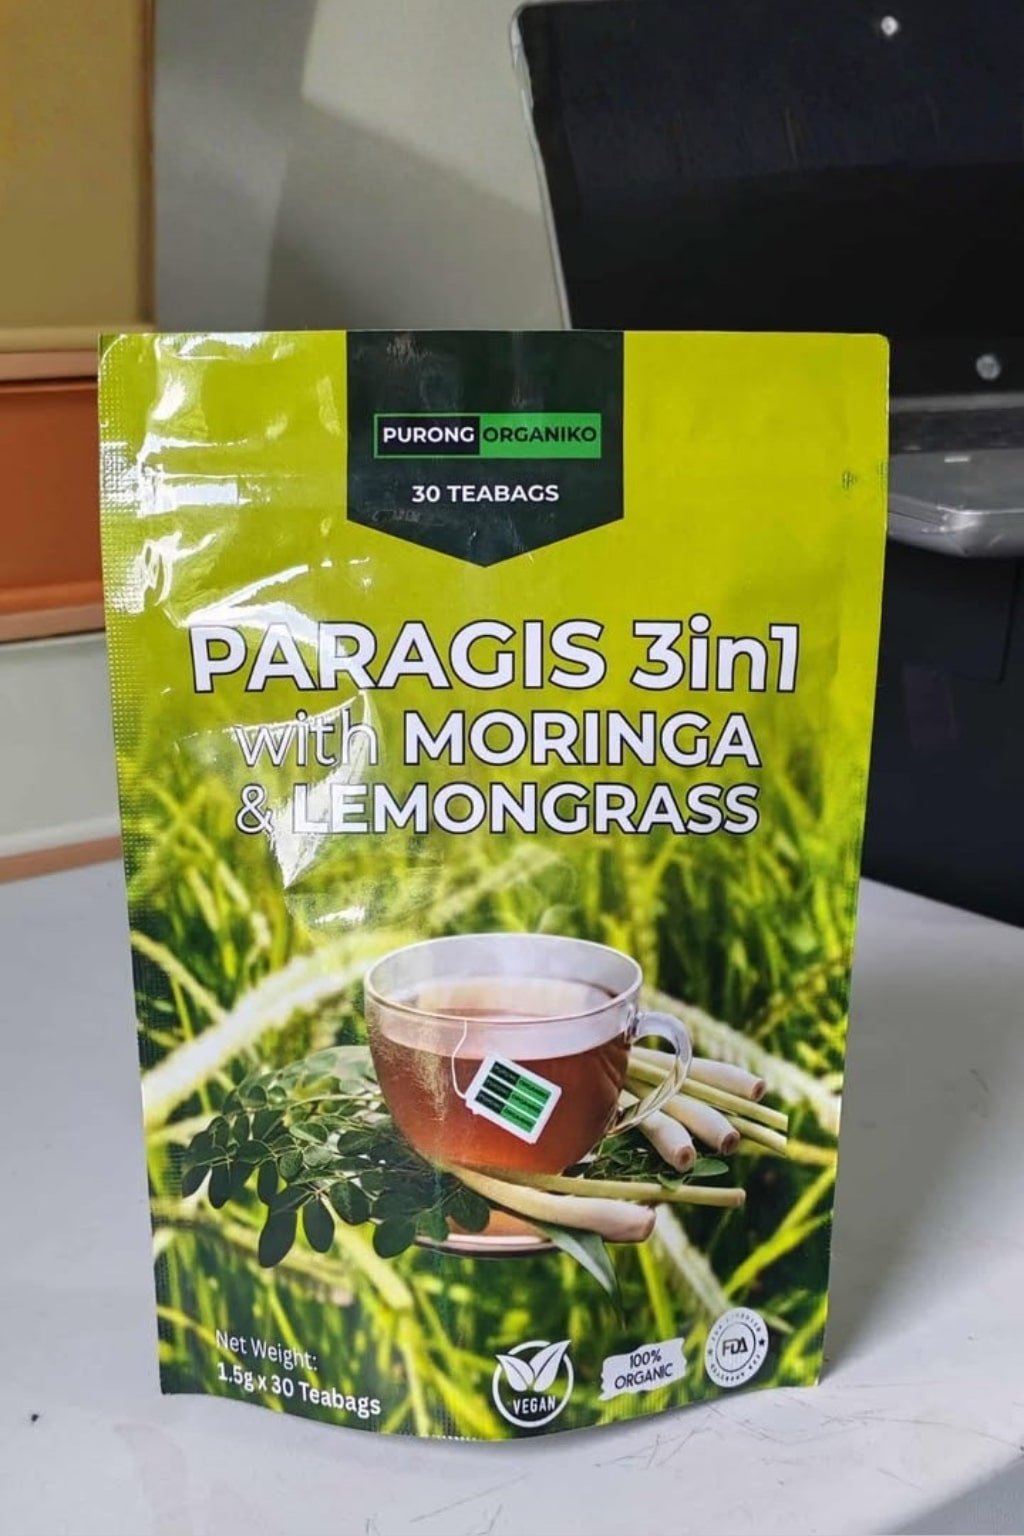 PURONG ORGANIKO
30 TEABAGS
PARAGIS 3in1
with MORINGA
& LEMONGRASS
Net Weight:
1.5g x 30 Teabags
VEGAN
100%
ORGANIC
FDA